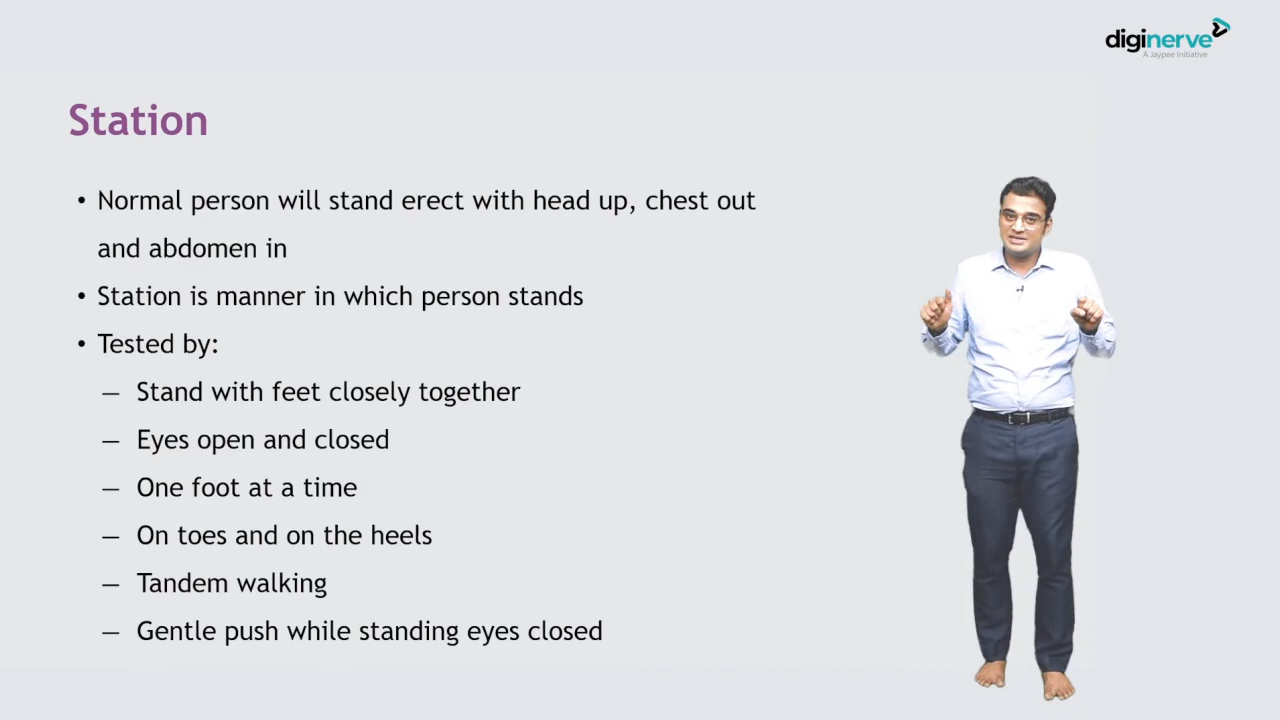 diginerve
A Jaypee Initiative
Station
• Normal person will stand erect with head up, chest out
and abdomen in
• Station is manner in which person stands
• Tested by:
— Stand with feet closely together
— Eyes open and closed
— One foot at a time
— On toes and on the heels
— Tandem walking
— Gentle push while standing eyes closed